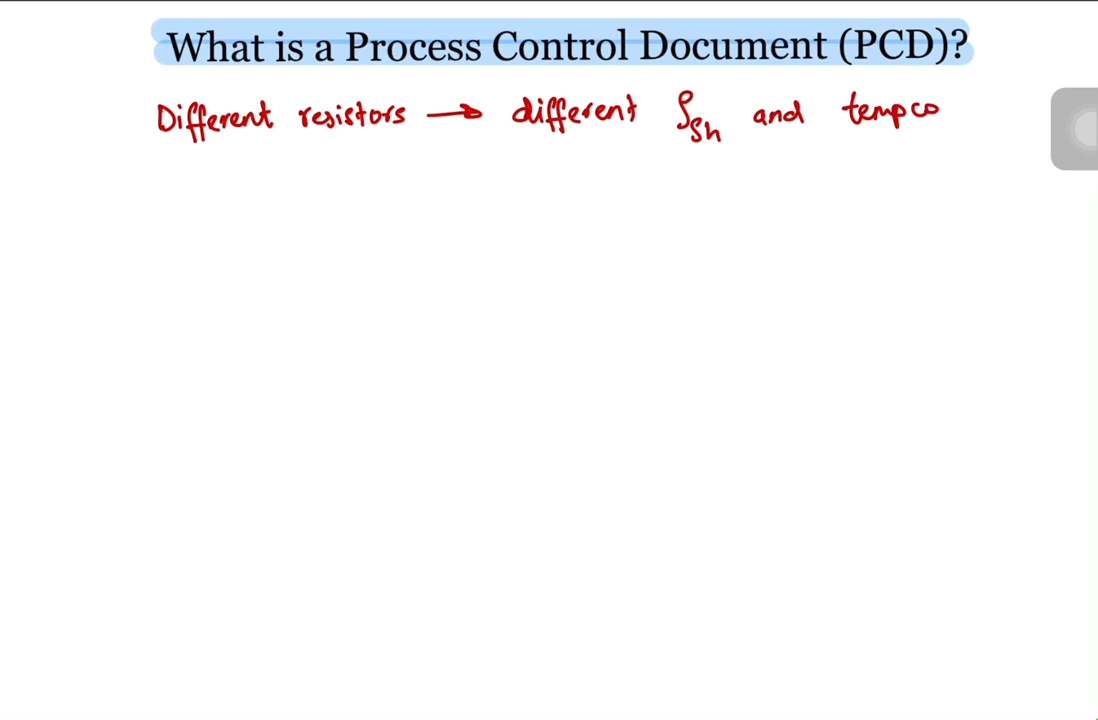 What is a Process Control Document (PCD)?
Different resistors → different ρsh and tempco